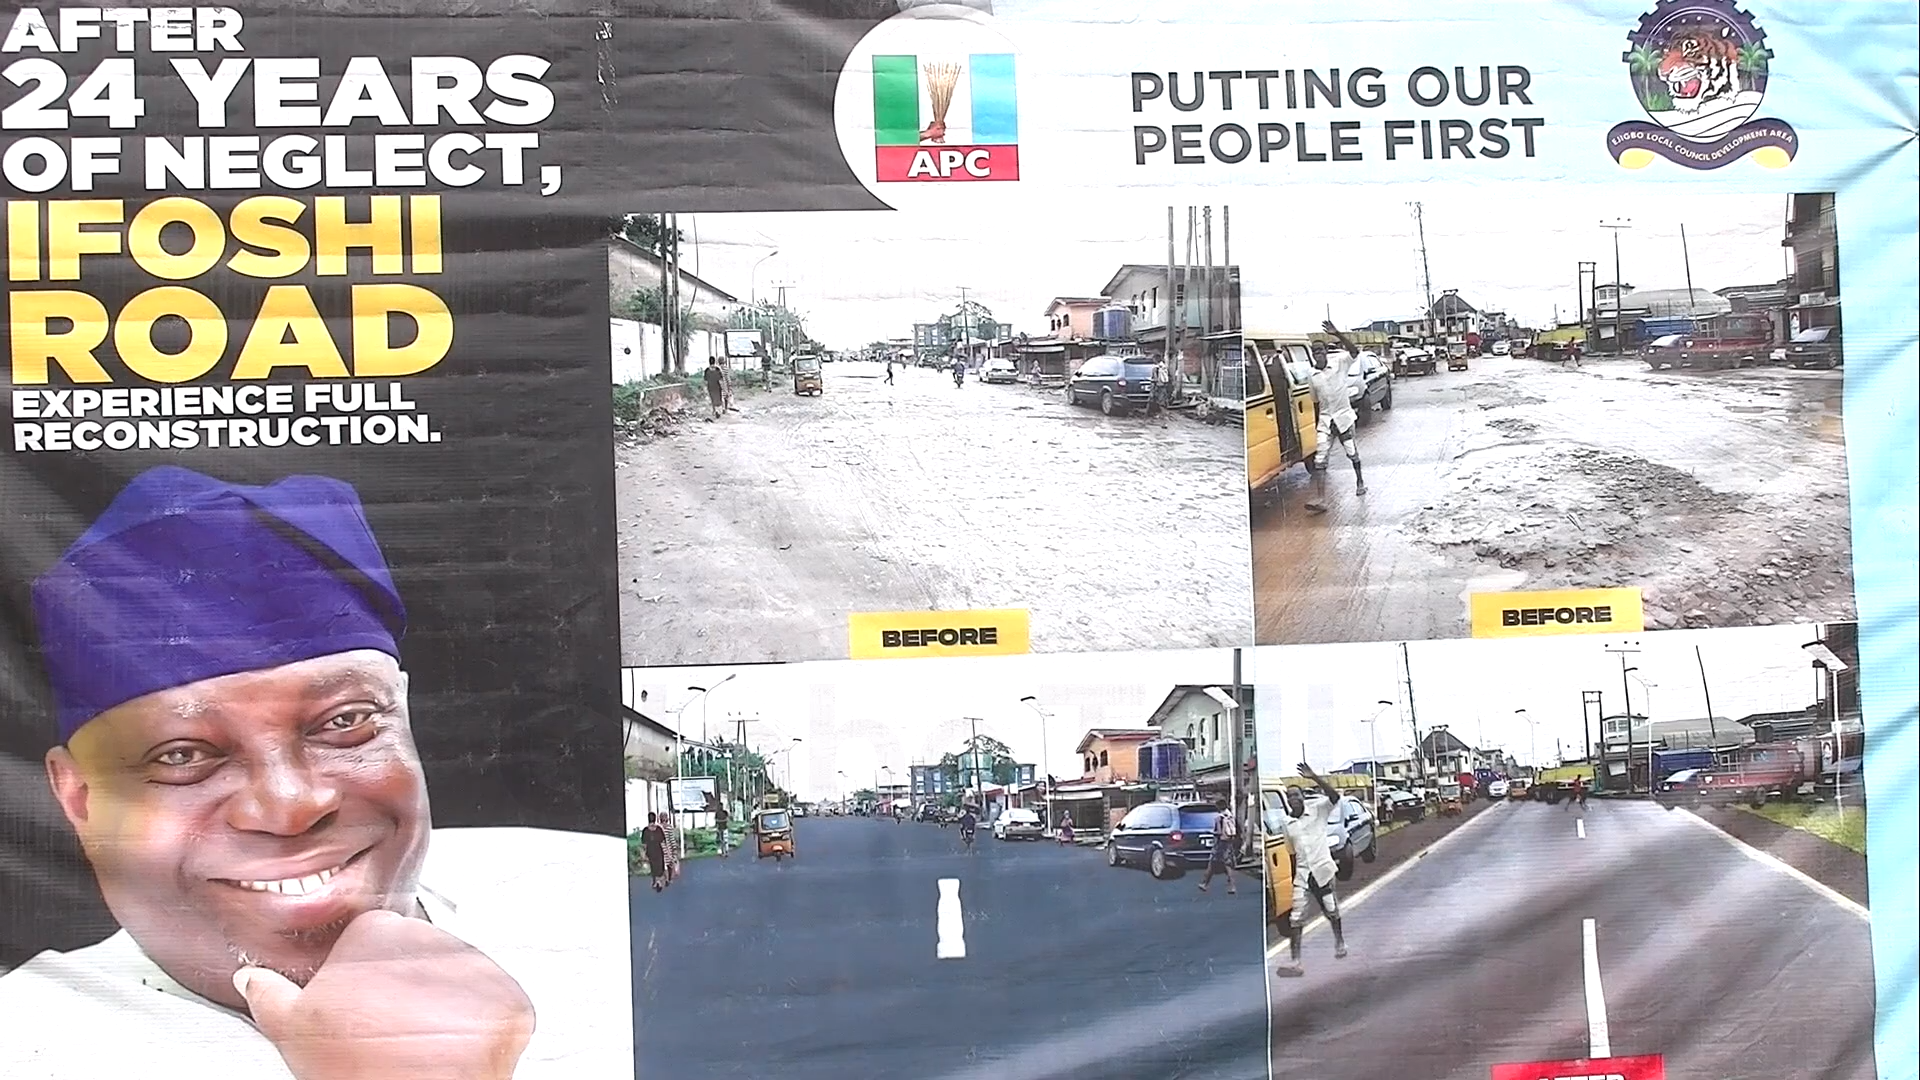 AFTER
24 YEARS
OF NEGLECT,
IFOSHI
ROAD
EXPERIENCE FULL
RECONSTRUCTION.
APC
PUTTING OUR
PEOPLE FIRST
EJIGBO LOCAL COUNCIL DEVELOPMENT AREA
BEFORE
BEFORE